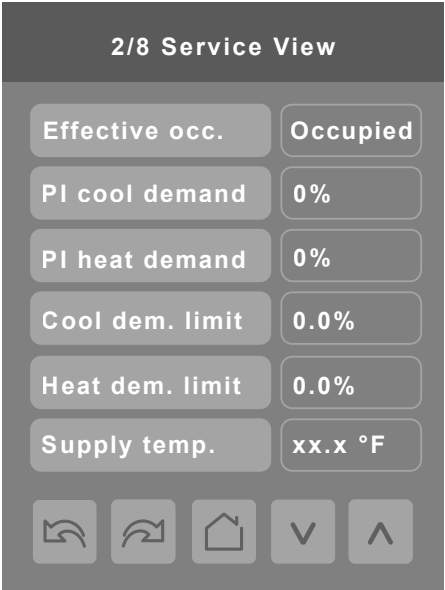 2/8 Service View
Effective occ. Occupied
PI cool demand 0%
PI heat demand 0%
Cool dem. limit 0.0%
Heat dem. limit 0.0%
Supply temp. xx.x °F